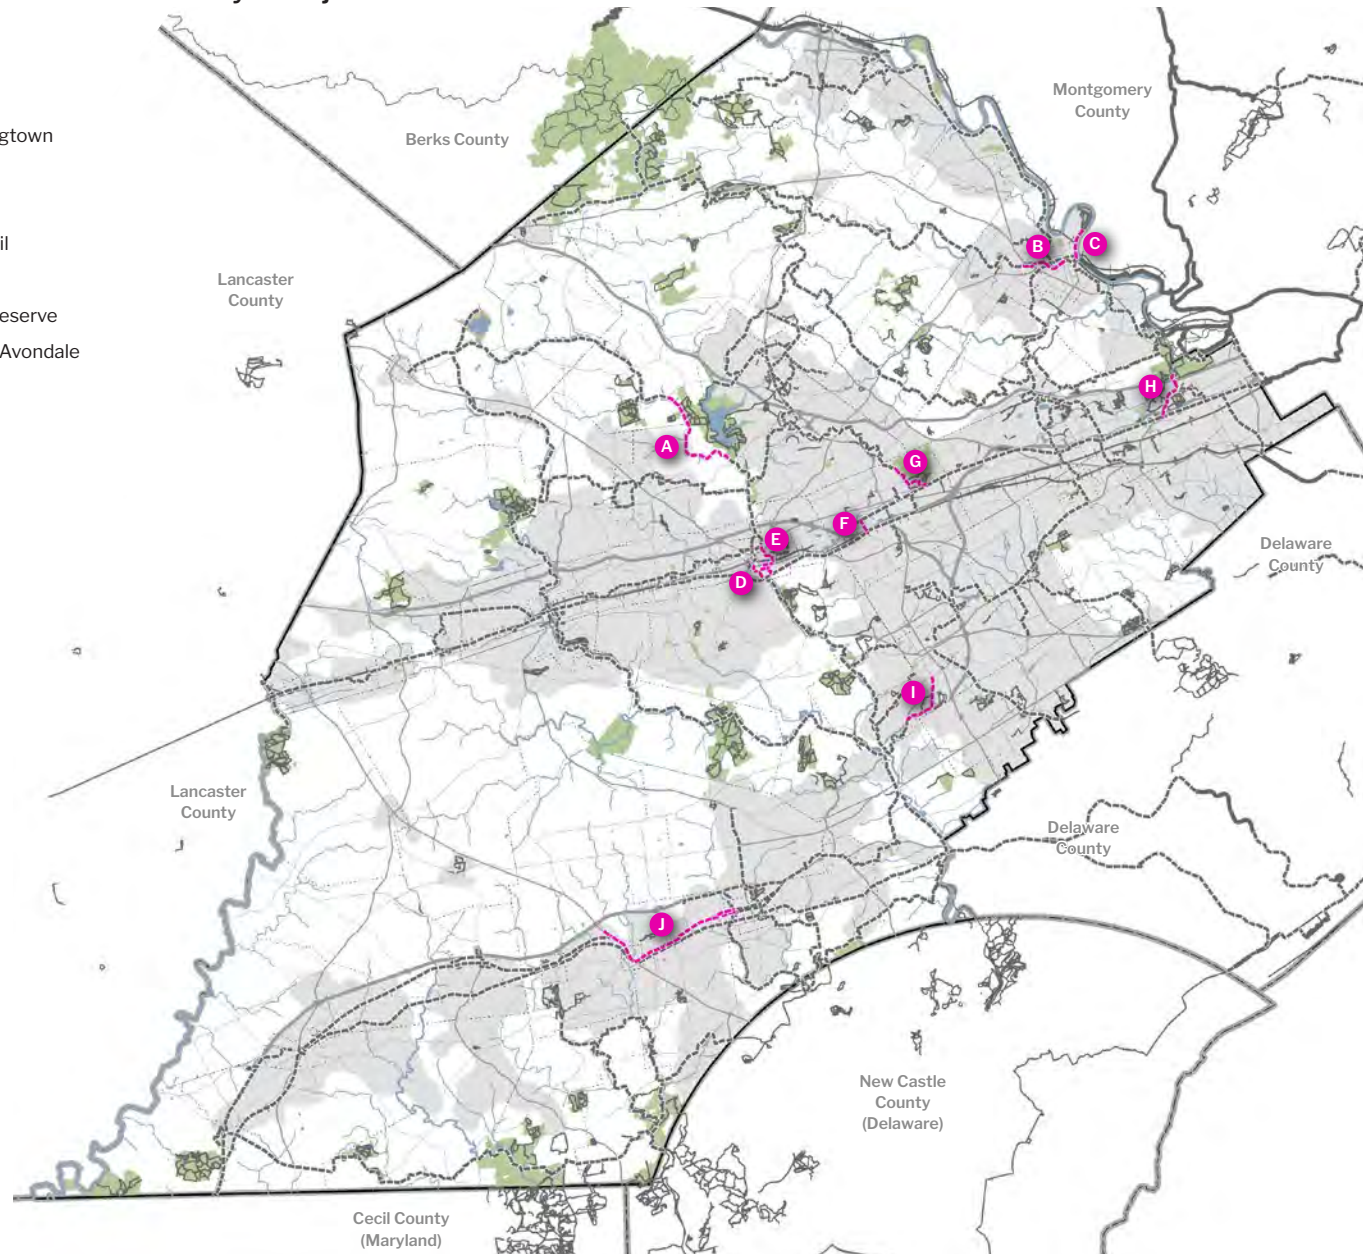 gtown
il
eserve
Avondale
Berks County
Montgomery
County
Lancaster
County
B
C
H
A
G
F
E
D
Delaware
County
I
Lancaster
County
Delaware
County
J
New Castle
County
(Delaware)
Cecil County
(Maryland)